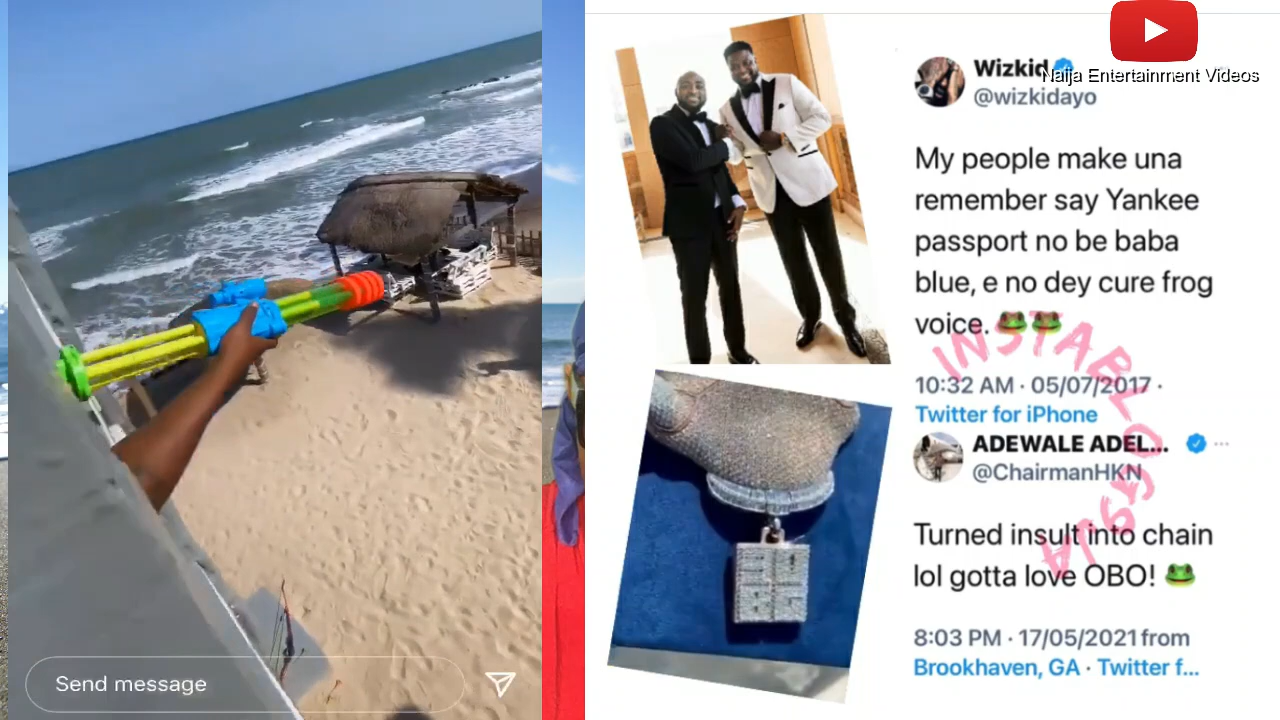 Send message
Naija Entertainment Videos
Wizkid
@wizkidayo
My people make una
remember say Yankee
passport no be baba
blue, e no dey cure frog
voice. 🐸🐸
10:32 AM · 05/07/2017 ·
Twitter for iPhone
INSTABLOG9JA
ADEWALE ADEL...
@ChairmanHKN
Turned insult into chain
lol gotta love OBO! 🐸
8:03 PM · 17/05/2021 from
Brookhaven, GA · Twitter f...